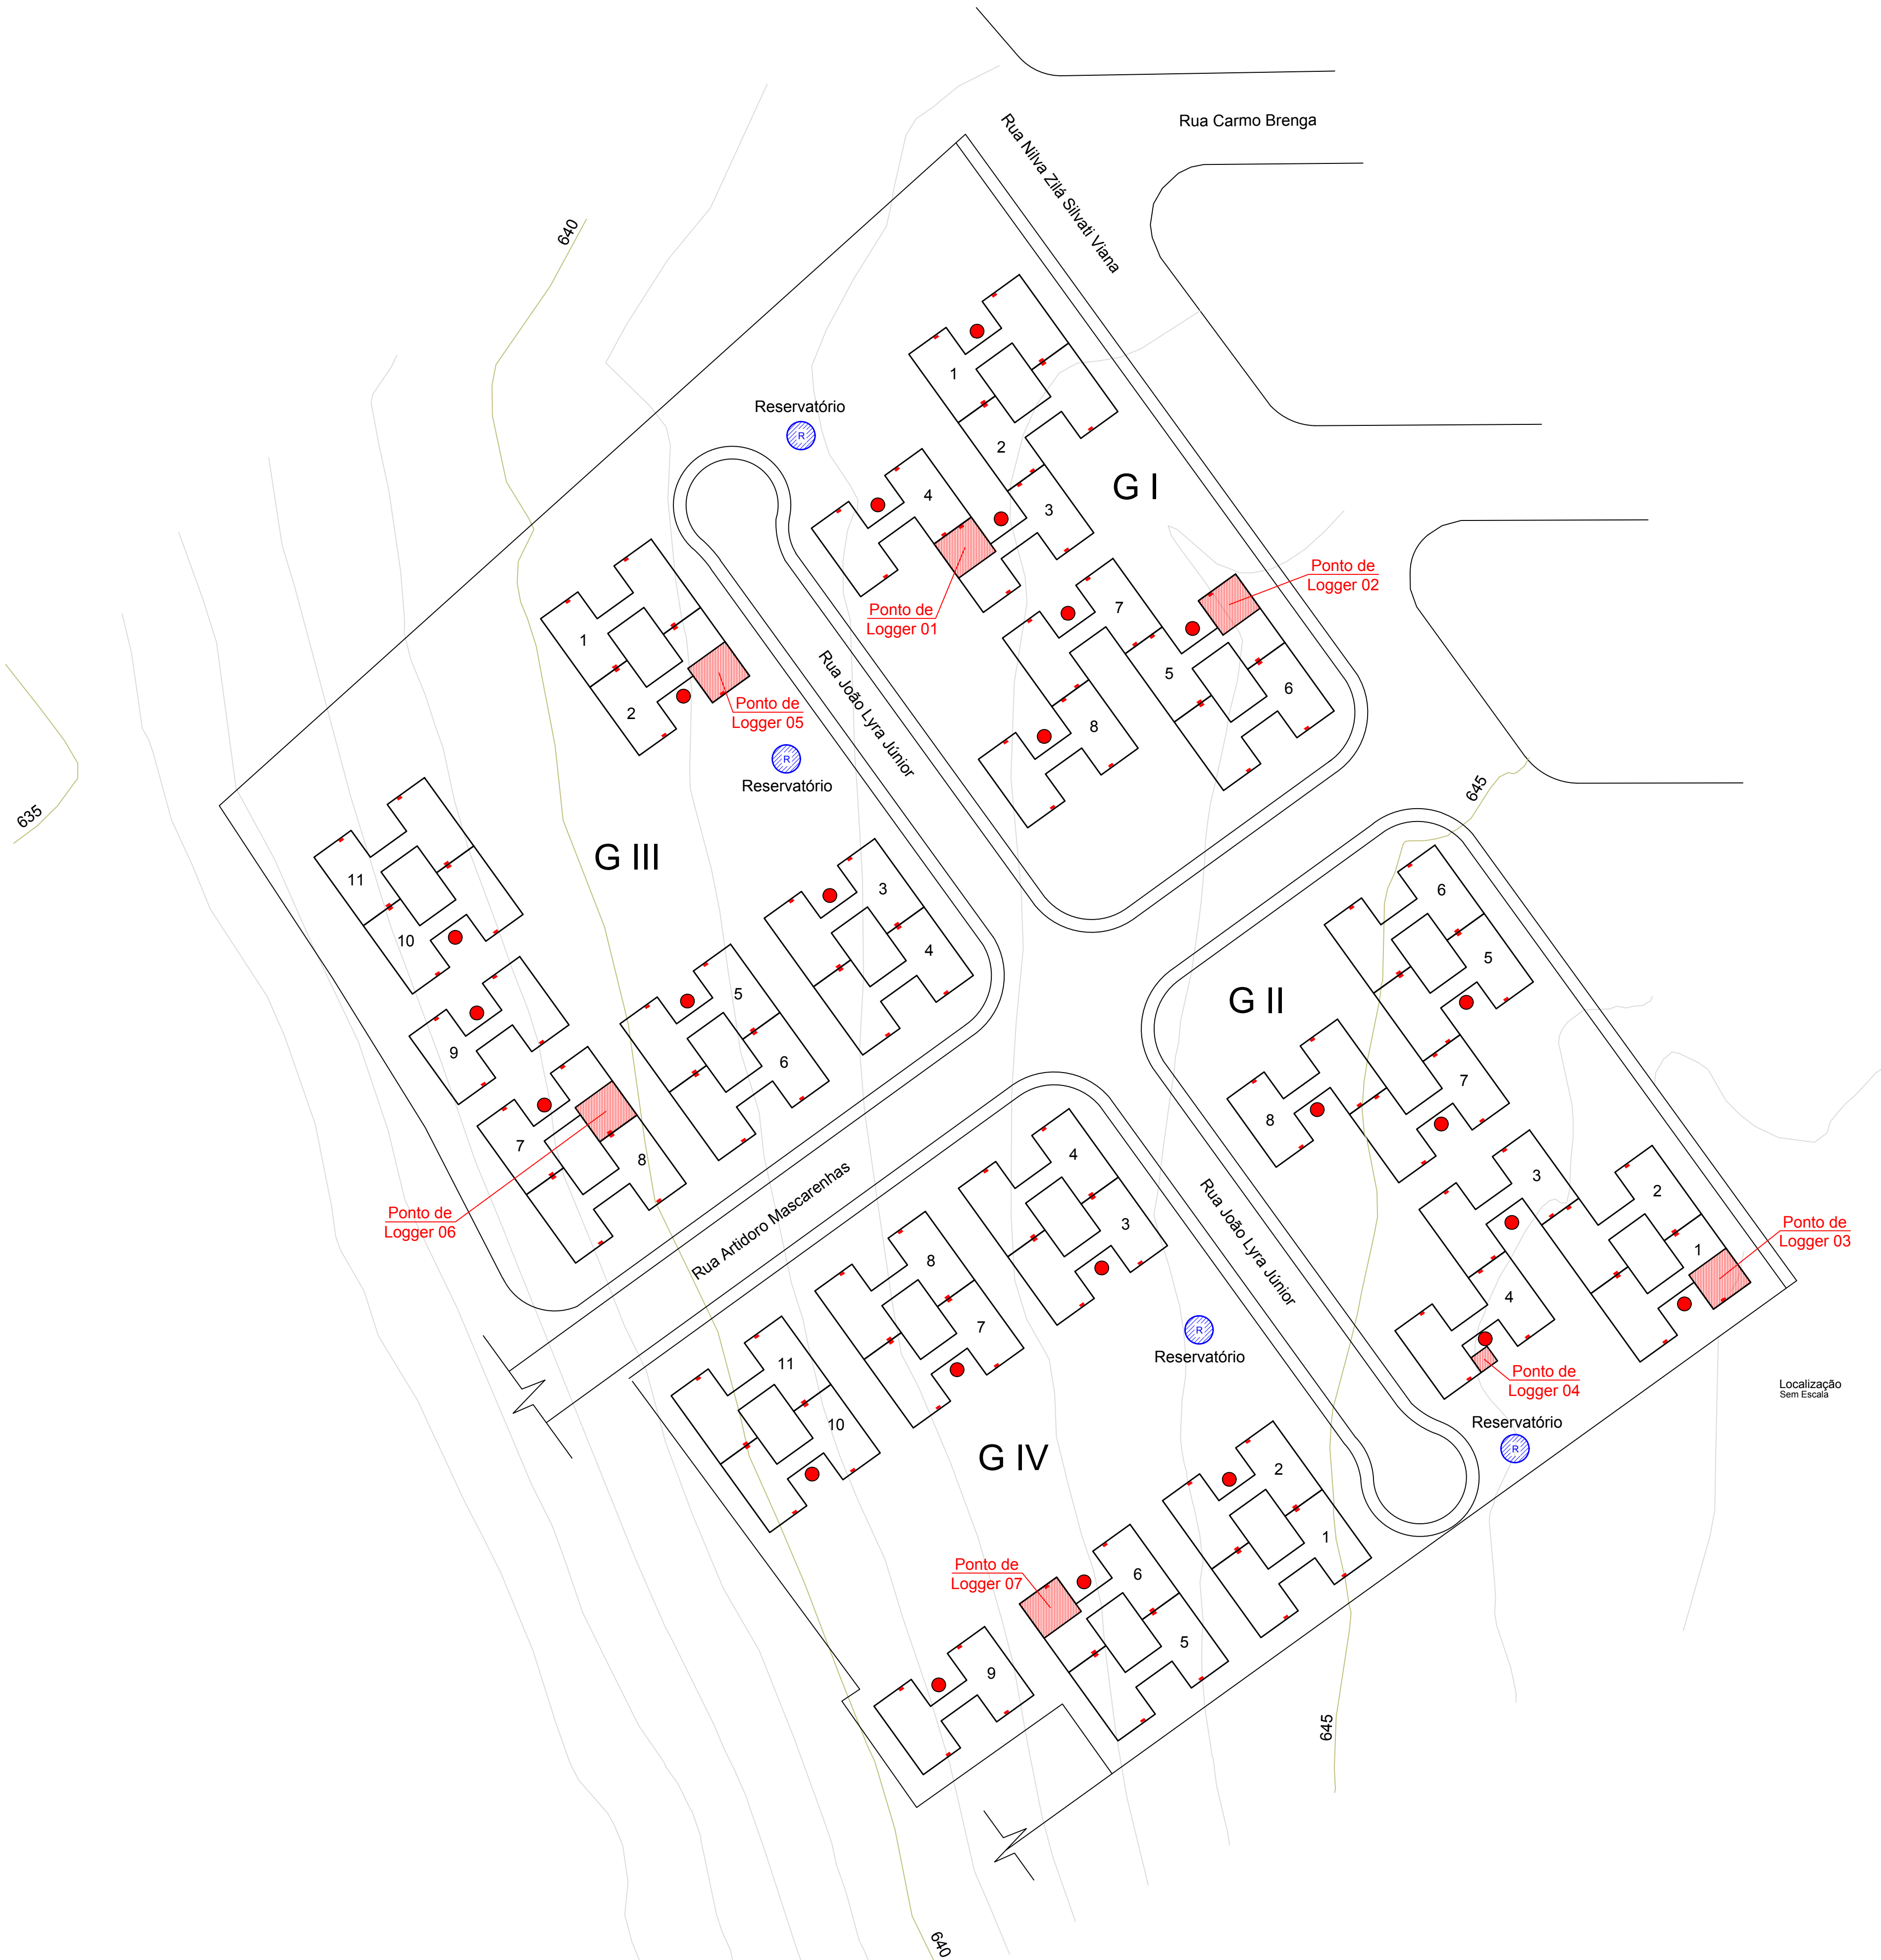 Rua Carmo Brenga
Rua Nilva Zilá Silvati Viana
640
Reservatório
R
1
2
3
4
G I
Ponto de
Logger 01
Ponto de
Logger 02
7
5
6
8
1
2
Ponto de
Logger 05
Rua João Lyra Júnior
R
Reservatório
635
645
G III
11
10
9
3
4
5
6
7
8
Ponto de
Logger 06
Rua Artidoro Mascarenhas
G II
6
5
7
8
3
2
1
4
Ponto de
Logger 03
Ponto de
Logger 04
Reservatório
R
Localização
Sem Escala
Rua João Lyra Júnior
4
3
8
7
R
Reservatório
11
10
G IV
2
1
Ponto de
Logger 07
6
5
9
645
640